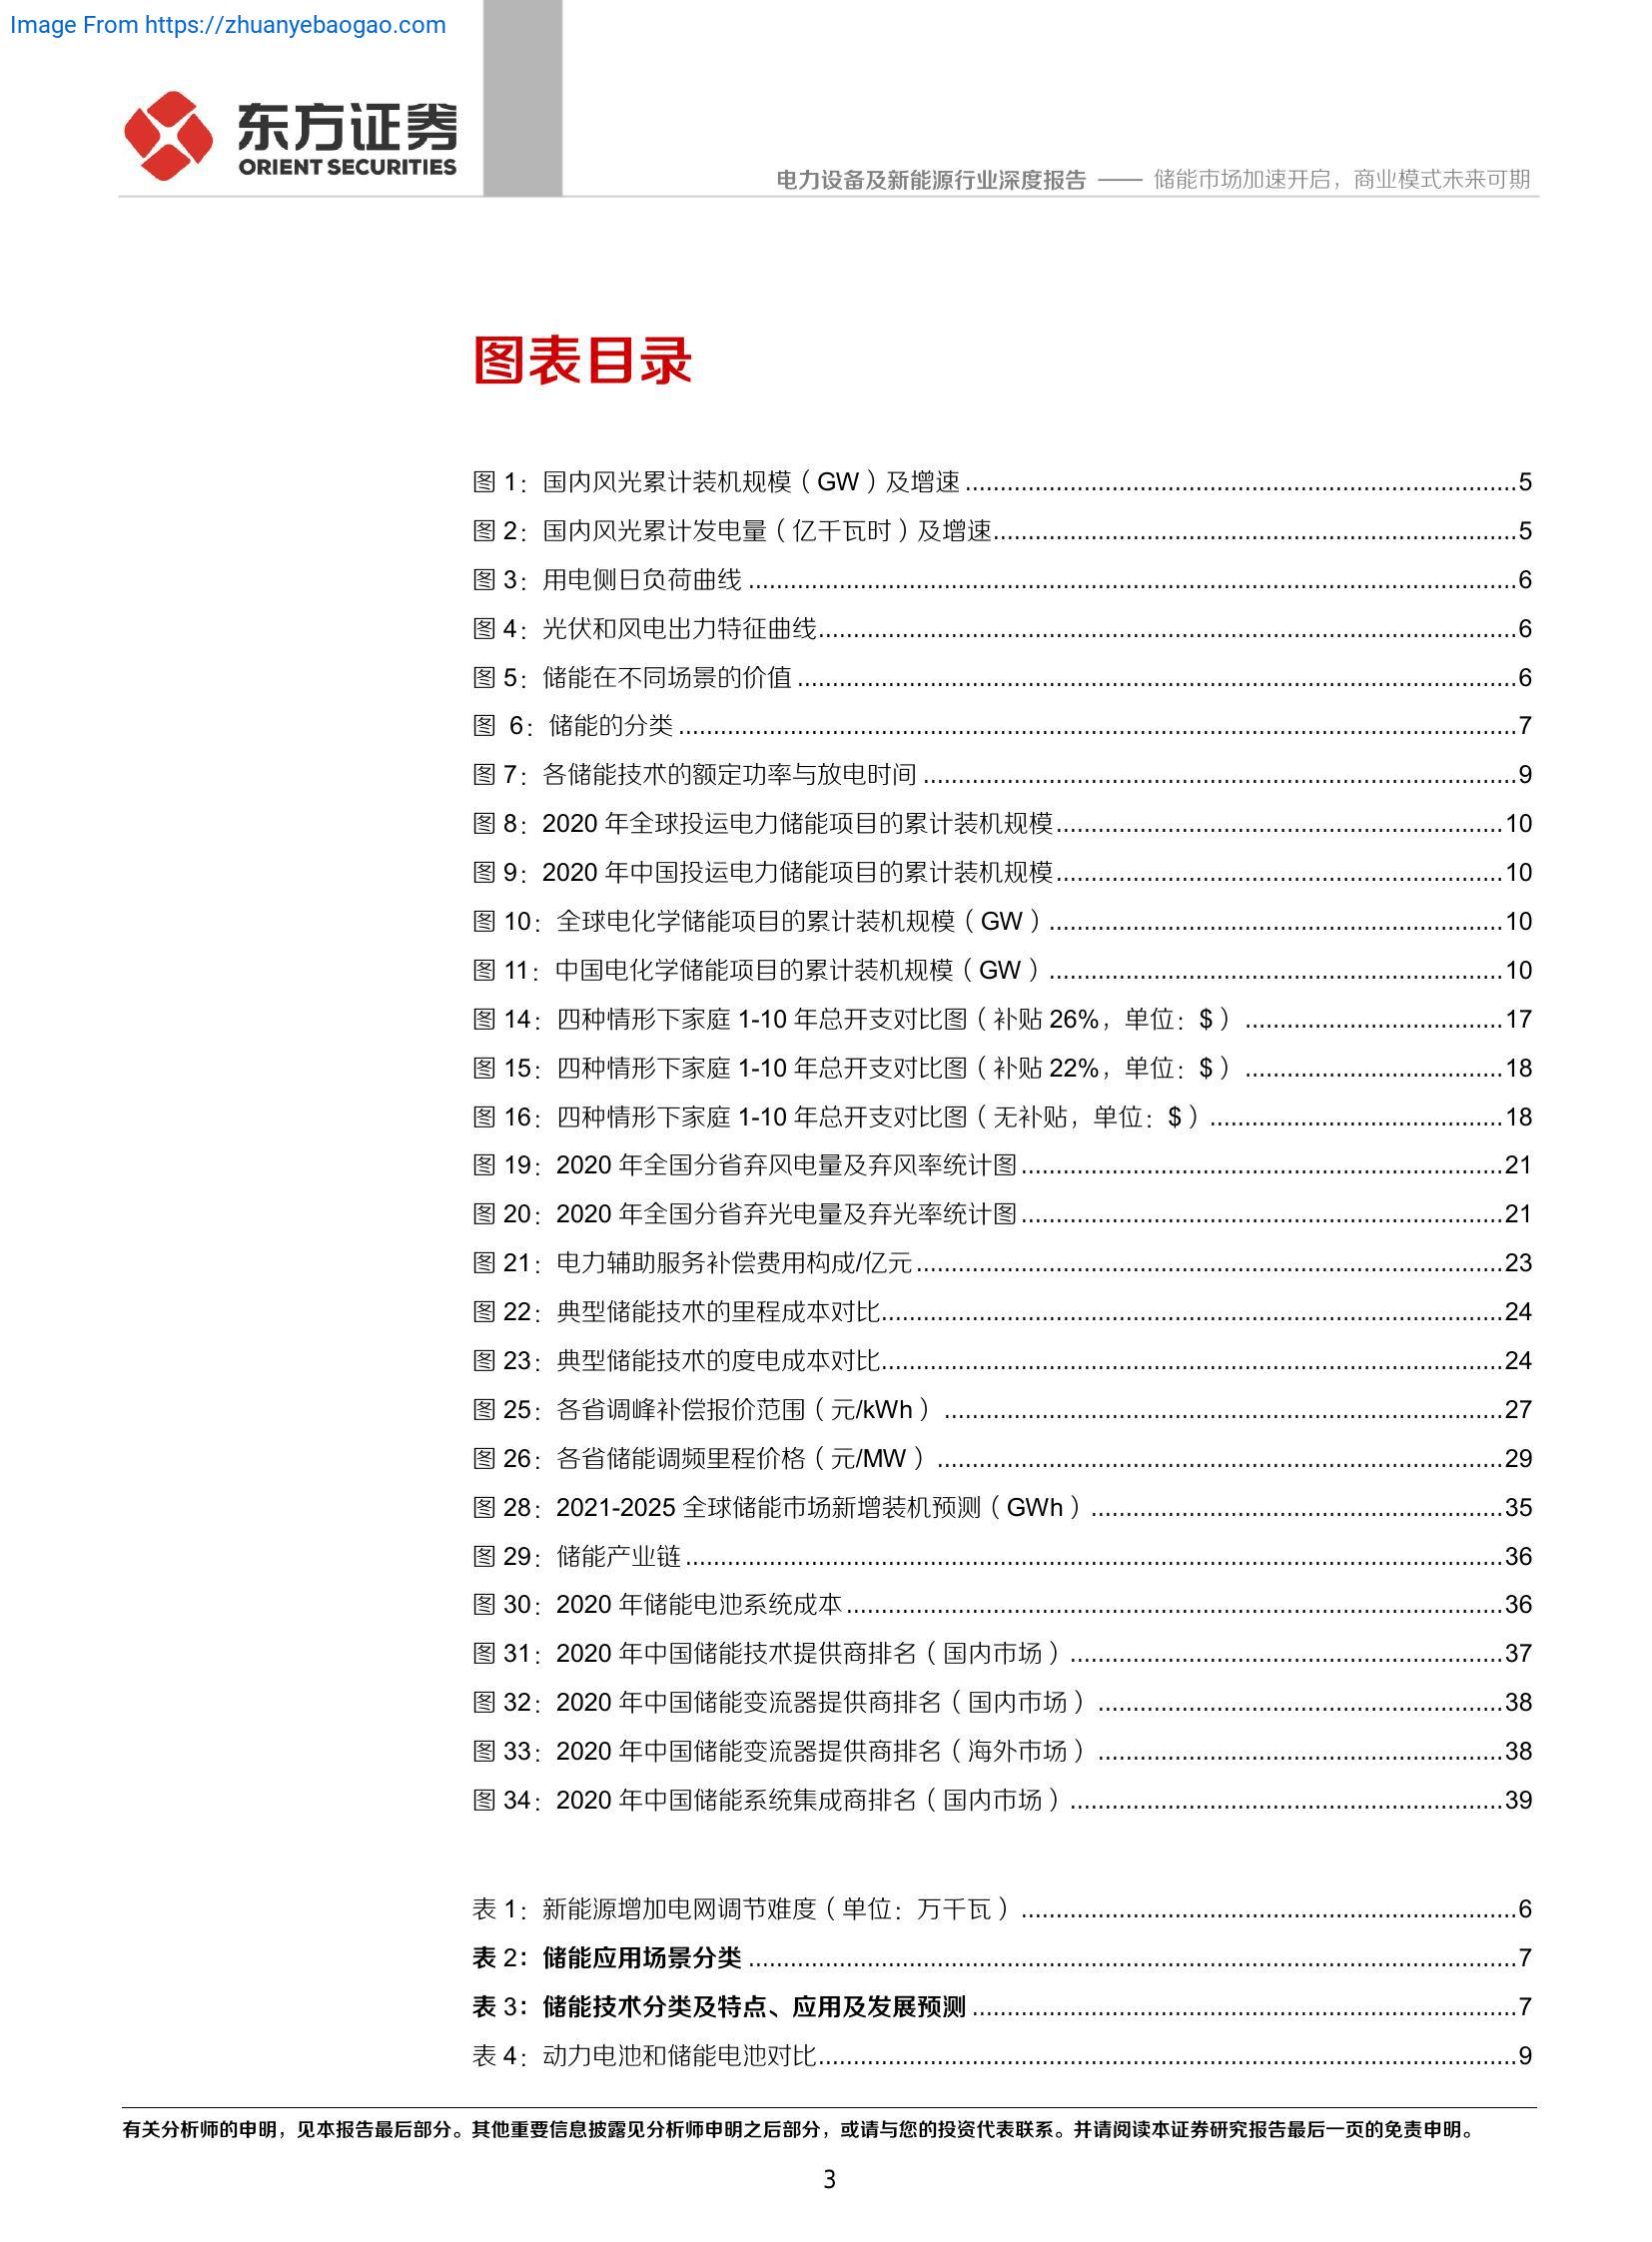 Image From https://zhuanyebaogao.com
东方证券
ORIENT SECURITIES
电力设备及新能源行业深度报告 —— 储能市场加速开启，商业模式未来可期
图表目录
图 1：国内风光累计装机规模（GW）及增速 ........ 5
图 2：国内风光累计发电量（亿千瓦时）及增速 ........ 5
图 3：用电侧日负荷曲线 ........ 6
图 4：光伏和风电出力特征曲线 ........ 6
图 5：储能在不同场景的价值 ........ 6
图 6：储能的分类 ........ 7
图 7：各储能技术的额定功率与放电时间 ........ 9
图 8：2020 年全球投运电力储能项目的累计装机规模 ........ 10
图 9：2020 年中国投运电力储能项目的累计装机规模 ........ 10
图 10：全球电化学储能项目的累计装机规模（GW） ........ 10
图 11：中国电化学储能项目的累计装机规模（GW） ........ 10
图 14：四种情形下家庭 1-10 年总开支对比图（补贴 26%，单位：$） ........ 17
图 15：四种情形下家庭 1-10 年总开支对比图（补贴 22%，单位：$） ........ 18
图 16：四种情形下家庭 1-10 年总开支对比图（无补贴，单位：$） ........ 18
图 19：2020 年全国分省弃风电量及弃风率统计图 ........ 21
图 20：2020 年全国分省弃光电量及弃光率统计图 ........ 21
图 21：电力辅助服务补偿费用构成/亿元 ........ 23
图 22：典型储能技术的里程成本对比 ........ 24
图 23：典型储能技术的度电成本对比 ........ 24
图 25：各省调峰补偿报价范围（元/kWh） ........ 27
图 26：各省储能调频里程价格（元/MW） ........ 29
图 28：2021-2025 全球储能市场新增装机预测（GWh） ........ 35
图 29：储能产业链 ........ 36
图 30：2020 年储能电池系统成本 ........ 36
图 31：2020 年中国储能技术提供商排名（国内市场） ........ 37
图 32：2020 年中国储能变流器提供商排名（国内市场） ........ 38
图 33：2020 年中国储能变流器提供商排名（海外市场） ........ 38
图 34：2020 年中国储能系统集成商排名（国内市场） ........ 39
表 1：新能源增加电网调节难度（单位：万千瓦） ........ 6
表 2：储能应用场景分类 ........ 7
表 3：储能技术分类及特点、应用及发展预测 ........ 7
表 4：动力电池和储能电池对比 ........ 9
有关分析师的申明，见本报告最后部分。其他重要信息披露见分析师申明之后部分，或请与您的投资代表联系。并请阅读本证券研究报告最后一页的免责申明。
3